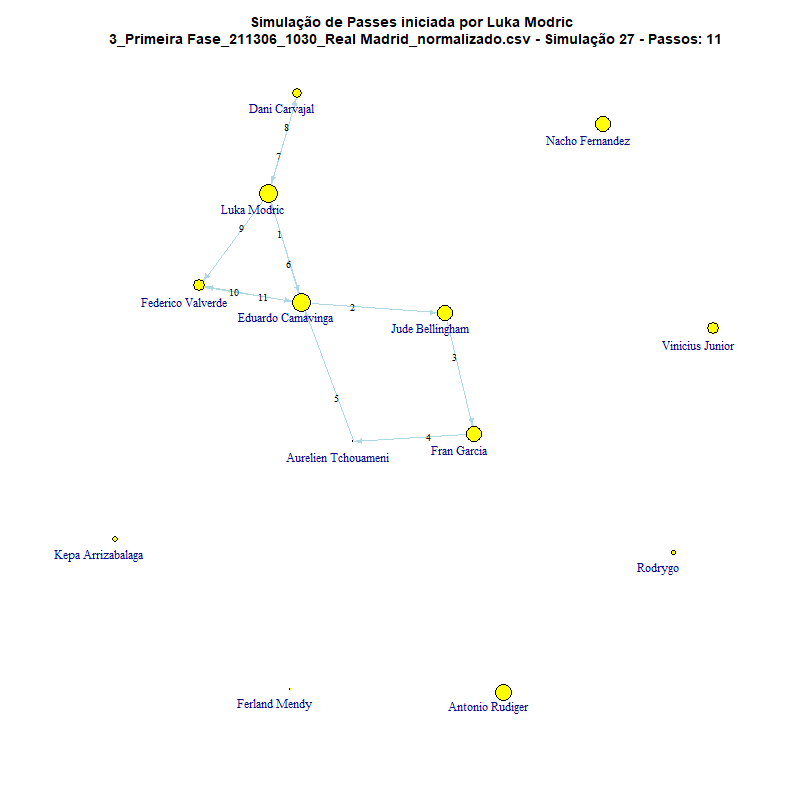 Simulação de Passes iniciada por Luka Modric
3_Primeira Fase_211306_1030_Real Madrid_normalizado.csv - Simulação 27 - Passos: 11
Dani Carvajal
8
Nacho Fernandez
7
Luka Modric
9
1
6
10
11
Federico Valverde
2
Eduardo Camavinga
Jude Bellingham
Vinicius Junior
3
5
4
Fran Garcia
Aurelien Tchouameni
Kepa Arrizabalaga
Rodrygo
Ferland Mendy
Antonio Rudiger